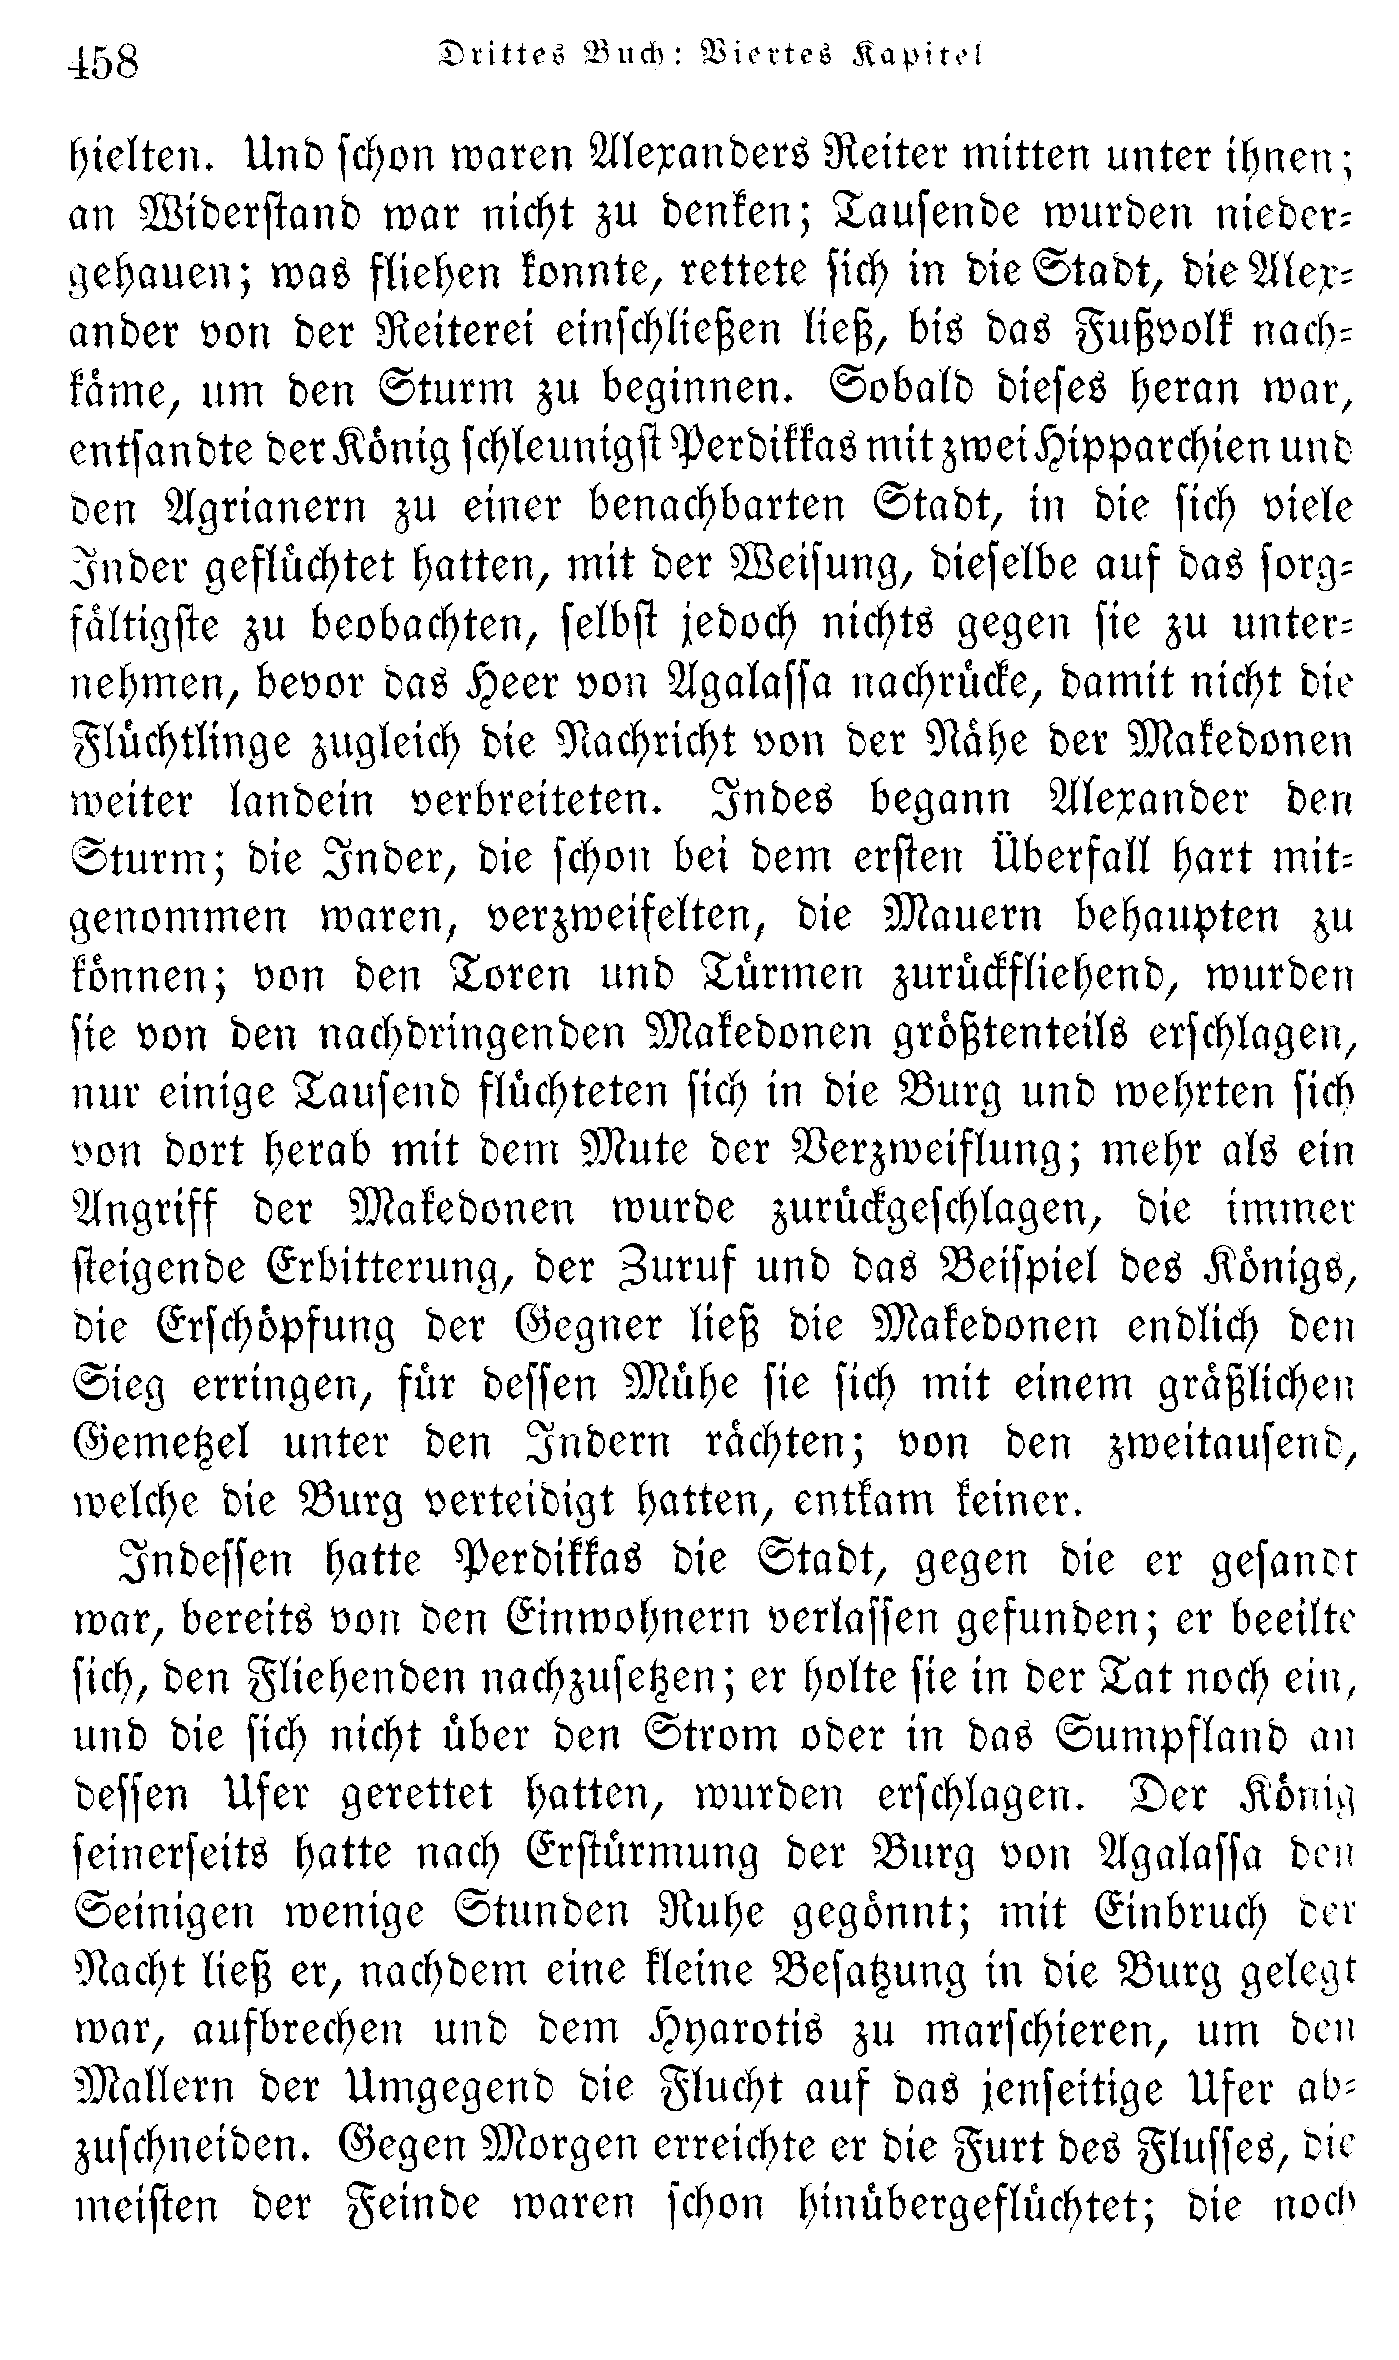 458 Drittes Buch: Viertes Kapitel
hielten. Und schon waren Alexanders Reiter mitten unter ihnen;
an Widerstand war nicht zu denken; Tausende wurden nieder-
gehauen; was fliehen konnte, rettete sich in die Stadt, die Alex-
ander von der Reiterei einschließen ließ, bis das Fußvolk nach-
käme, um den Sturm zu beginnen. Sobald dieses heran war,
entsandte der König schleunigst Perdikkas mit zwei Hipparchien und
den Agrianern zu einer benachbarten Stadt, in die sich viele
Inder geflüchtet hatten, mit der Weisung, dieselbe auf das sorg-
fältigste zu beobachten, selbst jedoch nichts gegen sie zu unter-
nehmen, bevor das Heer von Agalassa nachrücke, damit nicht die
Flüchtlinge zugleich die Nachricht von der Nähe der Makedonen
weiter landein verbreiteten. Indes begann Alexander den
Sturm; die Inder, die schon bei dem ersten Überfall hart mit-
genommen waren, verzweifelten, die Mauern behaupten zu
können; von den Toren und Türmen zurückfliehend, wurden
sie von den nachdringenden Makedonen größtenteils erschlagen,
nur einige Tausend flüchteten sich in die Burg und wehrten sich
von dort herab mit dem Mute der Verzweiflung; mehr als ein
Angriff der Makedonen wurde zurückgeschlagen, die immer
steigende Erbitterung, der Zuruf und das Beispiel des Königs,
die Erschöpfung der Gegner ließ die Makedonen endlich den
Sieg erringen, für dessen Mühe sie sich mit einem gräßlichen
Gemetzel unter den Indern rächten; von den zweitausend,
welche die Burg verteidigt hatten, entkam keiner.
Indessen hatte Perdikkas die Stadt, gegen die er gesandt
war, bereits von den Einwohnern verlassen gefunden; er beeilte
sich, den Fliehenden nachzusetzen; er holte sie in der Tat noch ein,
und die sich nicht über den Strom oder in das Sumpfland an
dessen Ufer gerettet hatten, wurden erschlagen. Der König
seinerseits hatte nach Erstürmung der Burg von Agalassa den
Seinigen wenige Stunden Ruhe gegönnt; mit Einbruch der
Nacht ließ er, nachdem eine kleine Besatzung in die Burg gelegt
war, aufbrechen und dem Hyarotis zu marschieren, um den
Mallern der Umgegend die Flucht auf das jenseitige Ufer ab-
zuschneiden. Gegen Morgen erreichte er die Furt des Flusses, die
meisten der Feinde waren schon hinübergeflüchtet; die noch